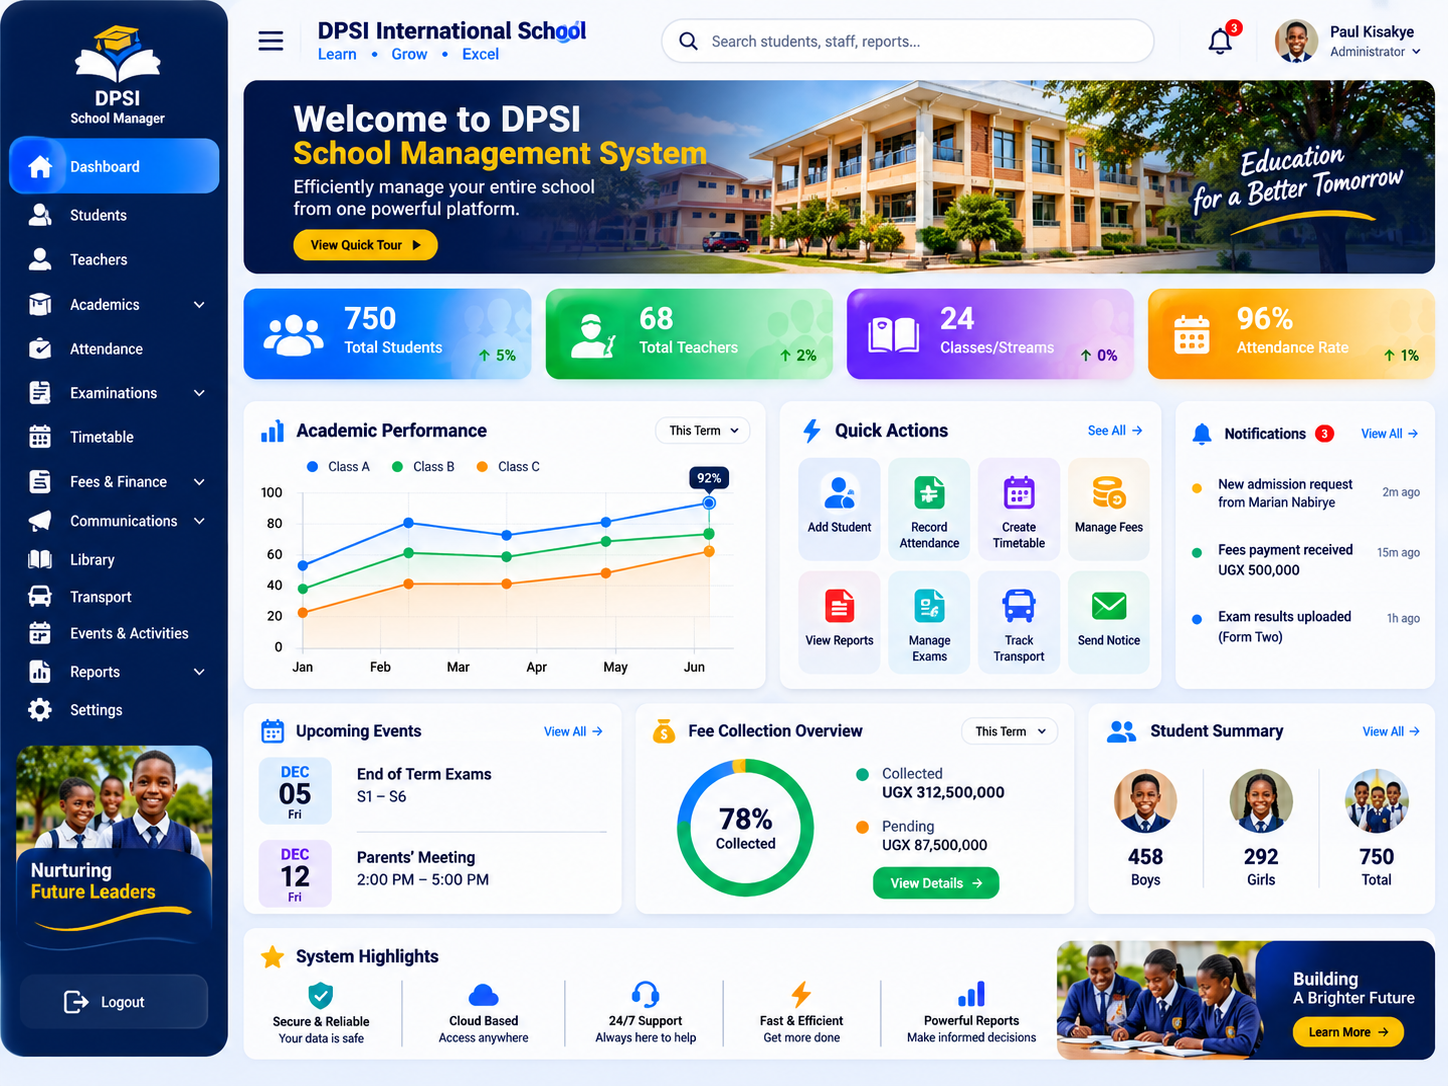 DPSI
School Manager
Dashboard
Students
Teachers
Academics
Attendance
Examinations
Timetable
Fees & Finance
Communications
Library
Transport
Events & Activities
Reports
Settings
Nurturing
Future Leaders
Logout
DPSI International School
Learn • Grow • Excel
Search students, staff, reports...
3
Paul Kisakye
Administrator
Welcome to DPSI
School Management System
Efficiently manage your entire school
from one powerful platform.
View Quick Tour
Education
for a Better Tomorrow
750
Total Students
↑ 5%
68
Total Teachers
↑ 2%
24
Classes/Streams
↑ 0%
96%
Attendance Rate
↑ 1%
Academic Performance
This Term
Class A
Class B
Class C
92%
100
80
60
40
20
0
Jan
Feb
Mar
Apr
May
Jun
Quick Actions
See All →
Add Student
Record
Attendance
Create
Timetable
Manage Fees
View Reports
Manage
Exams
Track
Transport
Send Notice
Notifications 3
View All →
New admission request
from Marian Nabirye
2m ago
Fees payment received
UGX 500,000
15m ago
Exam results uploaded
(Form Two)
1h ago
Upcoming Events
View All →
DEC
05
Fri
End of Term Exams
S1 – S6
DEC
12
Fri
Parents' Meeting
2:00 PM – 5:00 PM
$
Fee Collection Overview
This Term
78%
Collected
Collected
UGX 312,500,000
Pending
UGX 87,500,000
View Details →
Student Summary
View All →
458
Boys
292
Girls
750
Total
System Highlights
Secure & Reliable
Your data is safe
Cloud Based
Access anywhere
24/7 Support
Always here to help
Fast & Efficient
Get more done
Powerful Reports
Make informed decisions
Building
A Brighter Future
Learn More →